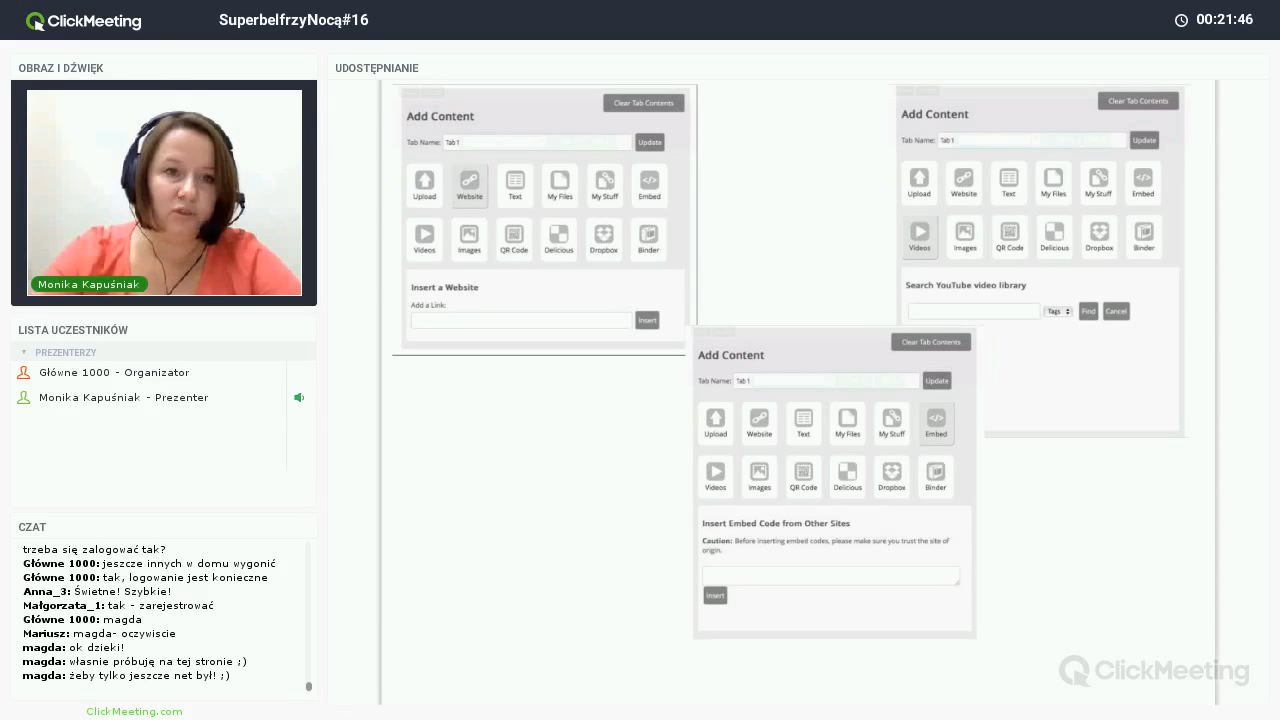 ClickMeeting
SuperbelfrzyNocą#16
00:21:46
OBRAZ I DŹWIĘK
Monika Kapuśniak
LISTA UCZESTNIKÓW
PREZENTERZY
Główne 1000 - Organizator
Monika Kapuśniak - Prezenter
CZAT
trzeba się zalogować tak?
Główne 1000: jeszcze innych w domu wygonić
Główne 1000: tak, logowanie jest konieczne
Anna_3: Świetne! Szybkie!
Małgorzata_1: tak - zarejestrować
Główne 1000: magda
Mariusz: magda- oczywiscie
magda: ok dzieki!
magda: własnie próbuję na tej stronie ;)
magda: żeby tylko jeszcze net był! ;)
ClickMeeting.com
UDOSTĘPNIANIE
Clear Tab Contents
Add Content
Tab Name: Tab 1 Update
Upload Website Text My Files My Stuff Embed
Videos Images QR Code Delicious Dropbox Binder
Insert a Website
Add a Link:
Insert
Clear Tab Contents
Add Content
Tab Name: Tab 1 Update
Upload Website Text My Files My Stuff Embed
Videos Images QR Code Delicious Dropbox Binder
Search YouTube video library
Tags Find Cancel
Clear Tab Contents
Add Content
Tab Name: Tab 1 Update
Upload Website Text My Files My Stuff Embed
Videos Images QR Code Delicious Dropbox Binder
Insert Embed Code from Other Sites
Caution: Before inserting embed codes, please make sure you trust the site of
origin.
Insert
ClickMeeting